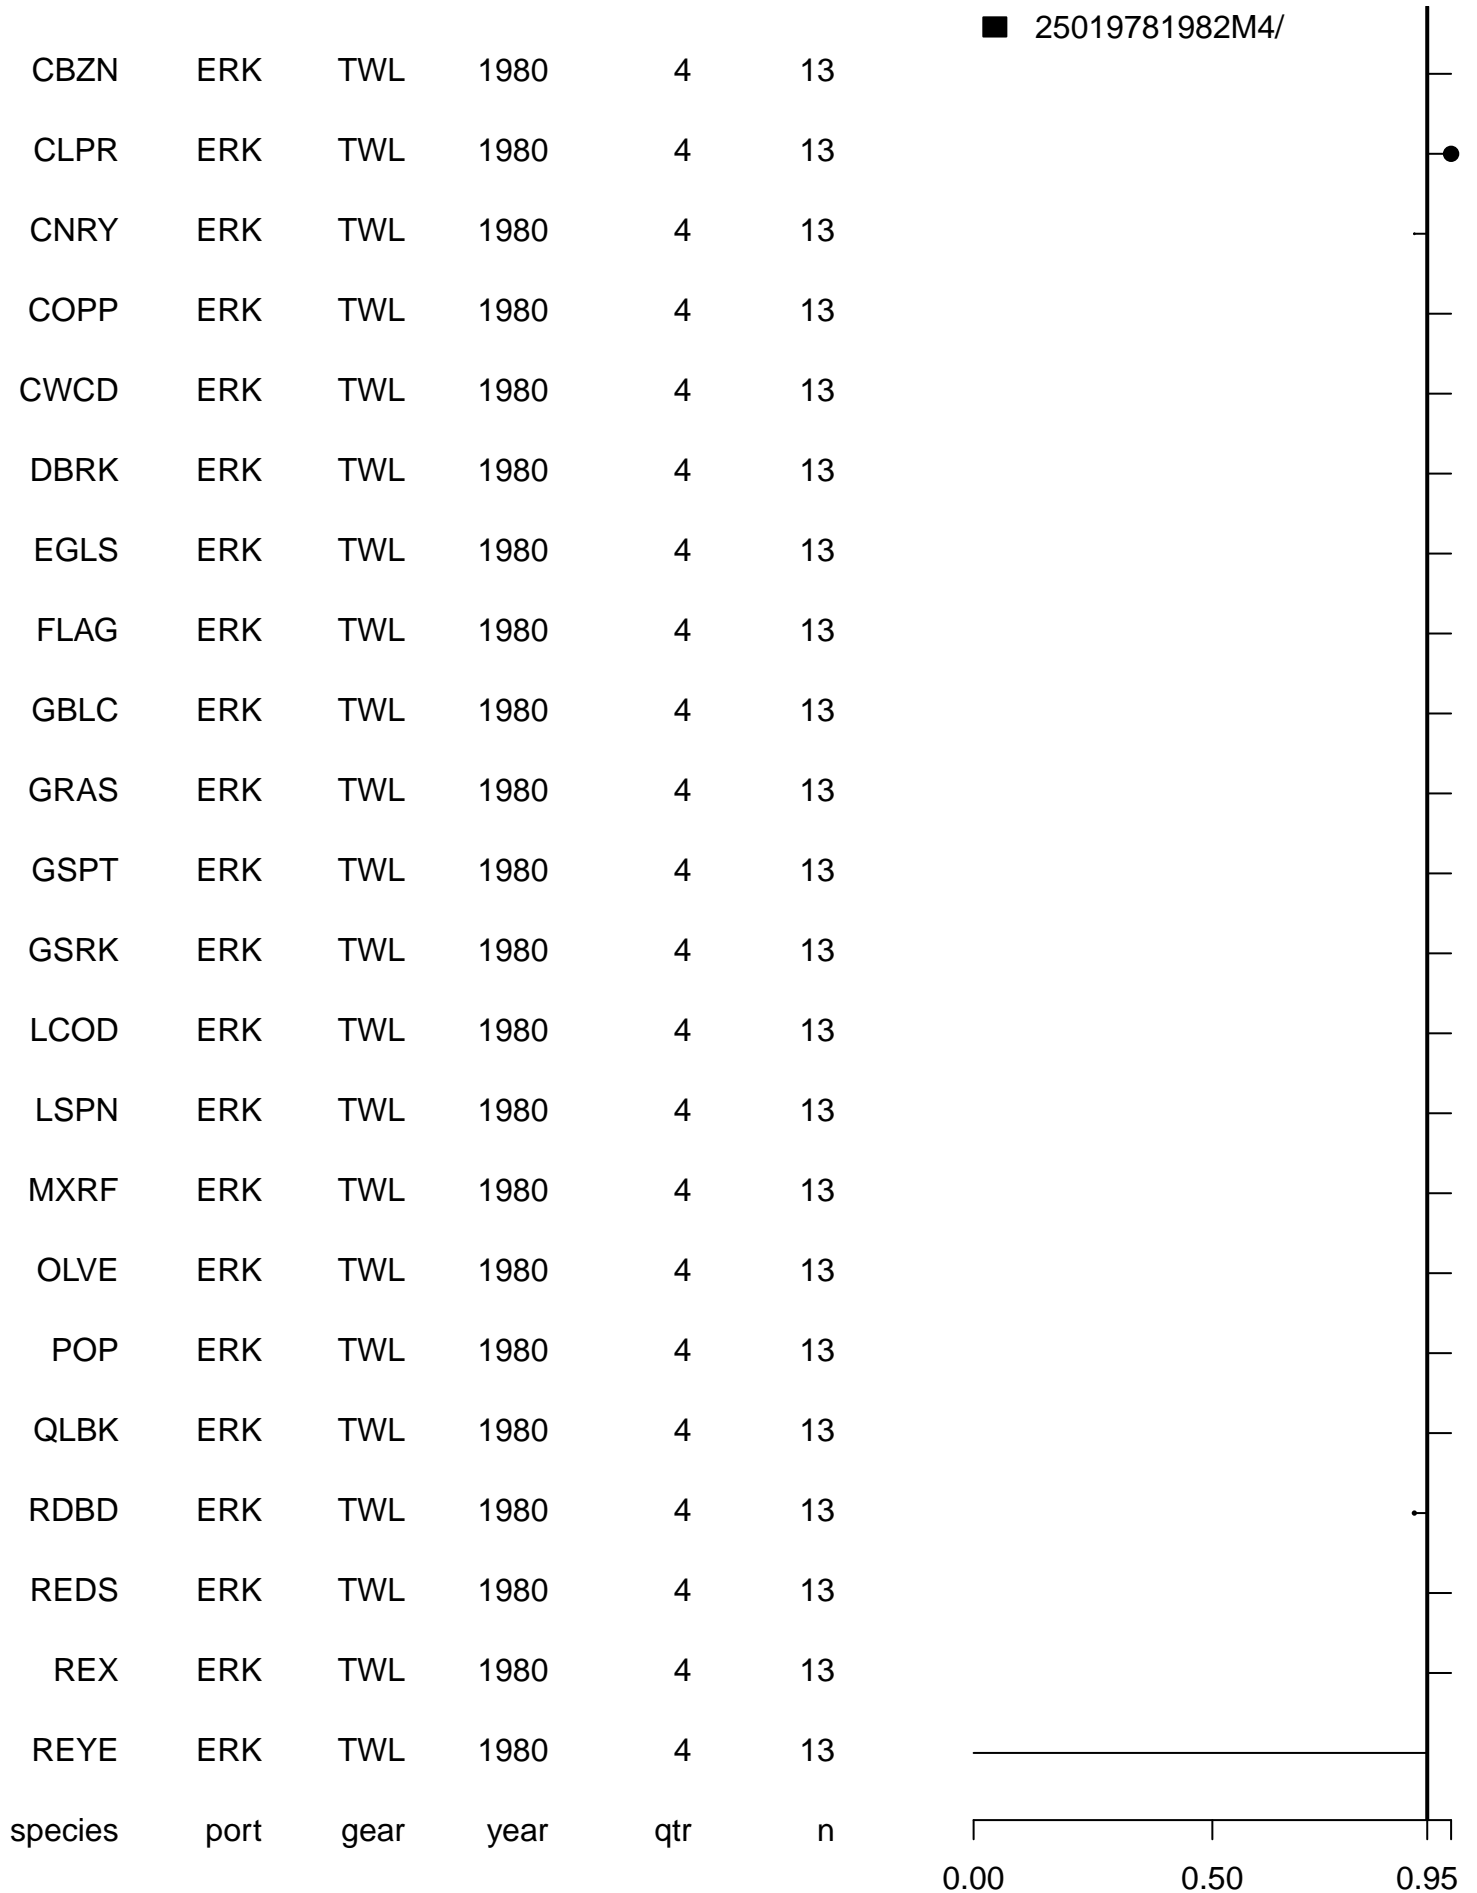 25019781982M4/
CBZN ERK TWL 1980 4 13
CLPR ERK TWL 1980 4 13
CNRY ERK TWL 1980 4 13
COPP ERK TWL 1980 4 13
CWCD ERK TWL 1980 4 13
DBRK ERK TWL 1980 4 13
EGLS ERK TWL 1980 4 13
FLAG ERK TWL 1980 4 13
GBLC ERK TWL 1980 4 13
GRAS ERK TWL 1980 4 13
GSPT ERK TWL 1980 4 13
GSRK ERK TWL 1980 4 13
LCOD ERK TWL 1980 4 13
LSPN ERK TWL 1980 4 13
MXRF ERK TWL 1980 4 13
OLVE ERK TWL 1980 4 13
POP ERK TWL 1980 4 13
QLBK ERK TWL 1980 4 13
RDBD ERK TWL 1980 4 13
REDS ERK TWL 1980 4 13
REX ERK TWL 1980 4 13
REYE ERK TWL 1980 4 13
species port gear year qtr n
0.00 0.50 0.95